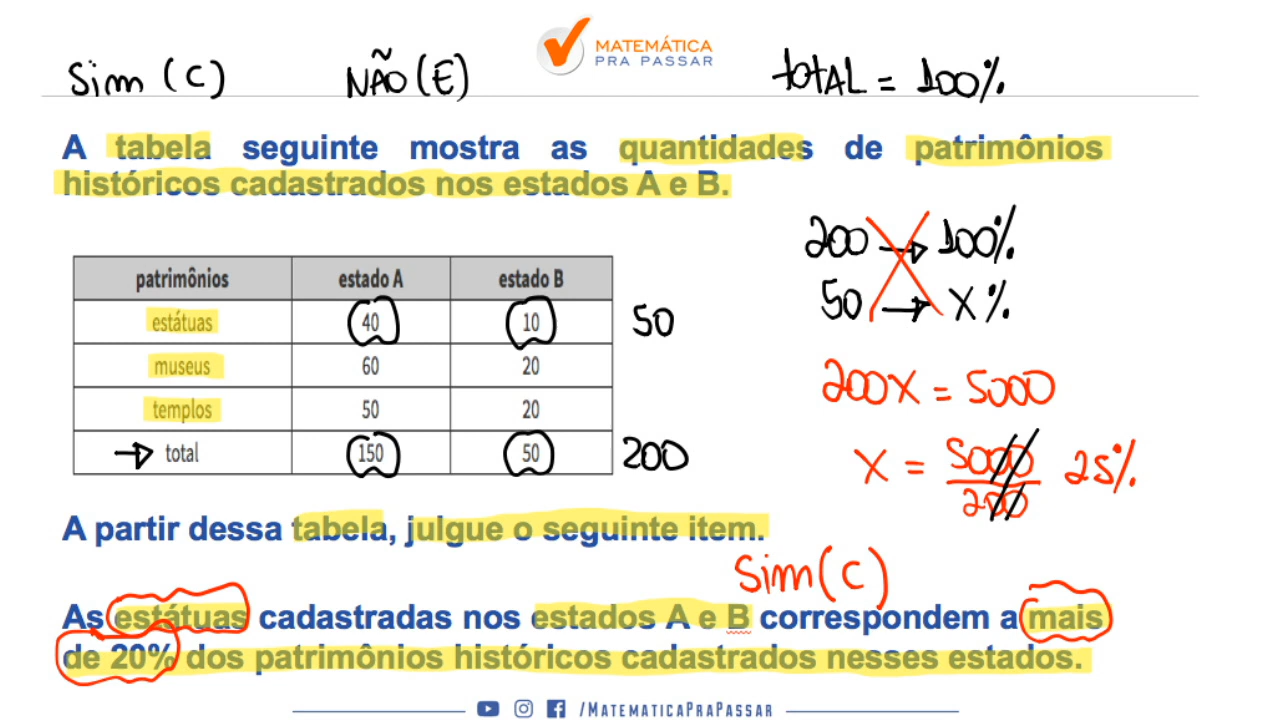 MATEMÁTICA
PRA PASSAR
Sim (C) NÃO (E) TOTAL = 100%
A tabela seguinte mostra as quantidades de patrimônios
históricos cadastrados nos estados A e B.
200 → 100%
50 → X%
patrimônios estado A estado B
estátuas 40 10 50
museus 60 20
templos 50 20
→ total 150 50 200
200X = 5000
X = 5000/200 25%
A partir dessa tabela, julgue o seguinte item.
Sim (C)
As estátuas cadastradas nos estados A e B correspondem a mais
de 20% dos patrimônios históricos cadastrados nesses estados.
/MATEMATICAPRAPASSAR